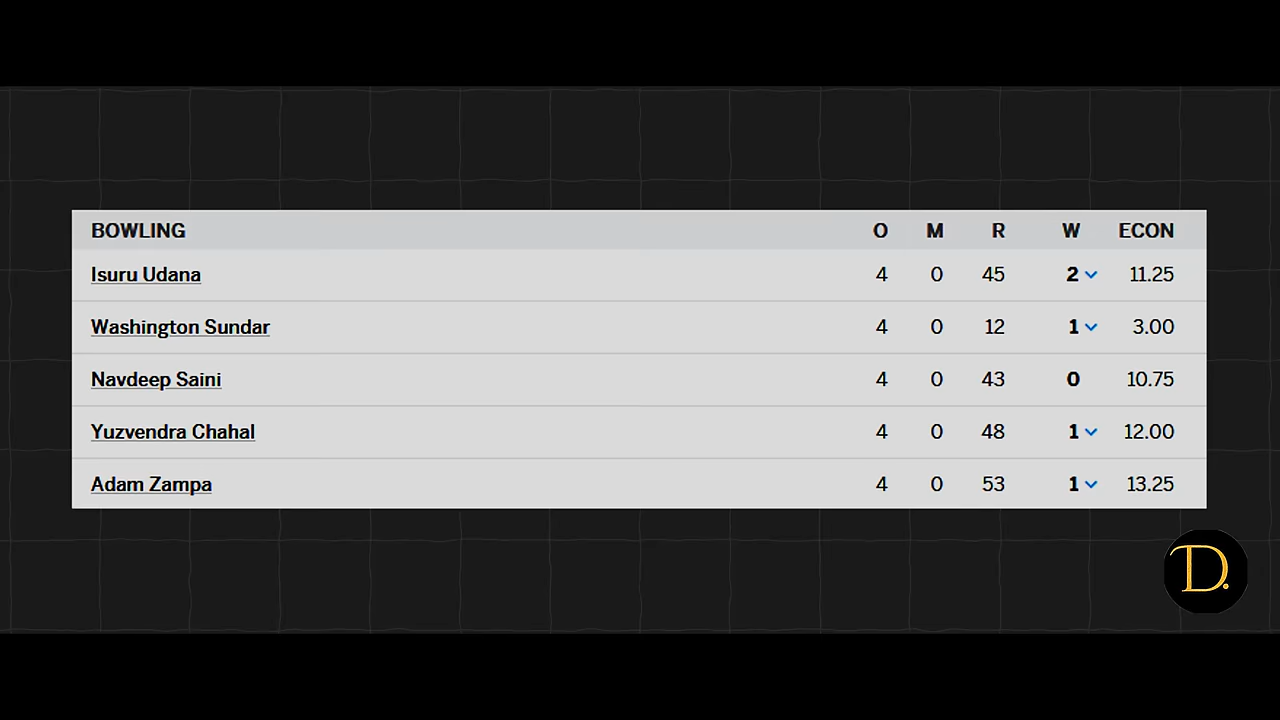 BOWLING O M R W ECON
Isuru Udana 4 0 45 2 11.25
Washington Sundar 4 0 12 1 3.00
Navdeep Saini 4 0 43 0 10.75
Yuzvendra Chahal 4 0 48 1 12.00
Adam Zampa 4 0 53 1 13.25
D.